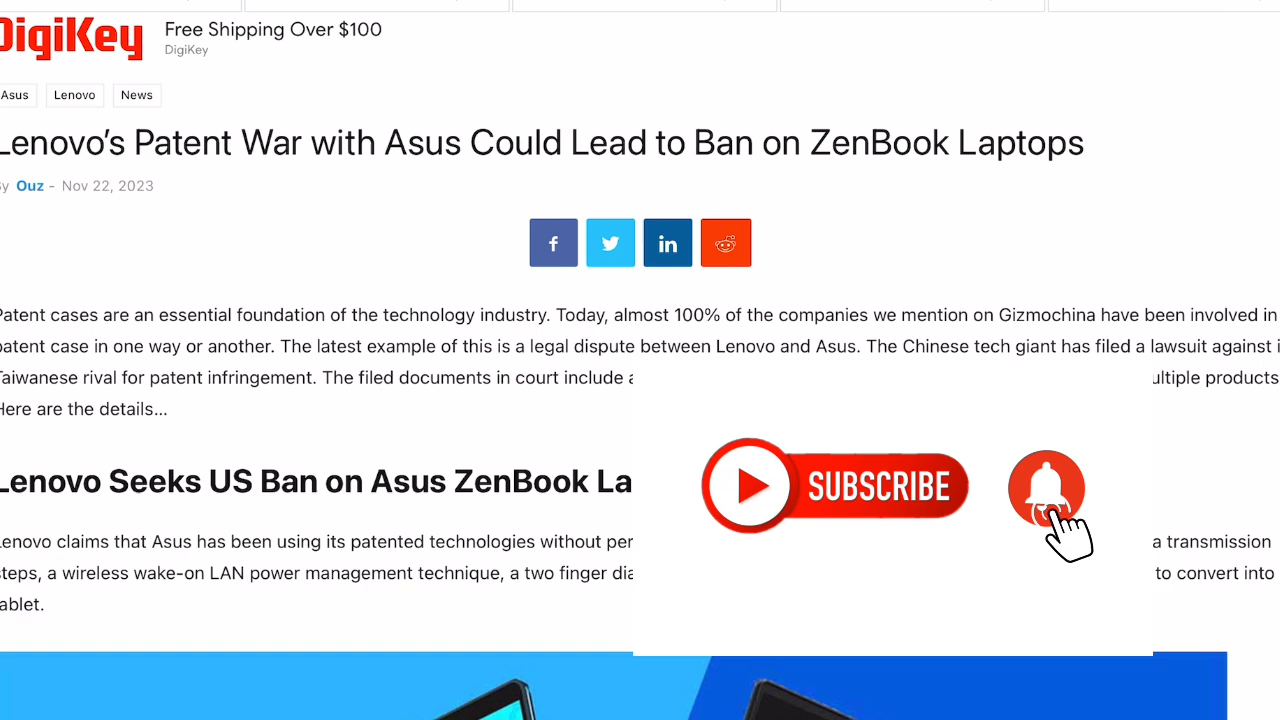 DigiKey
Free Shipping Over $100
DigiKey
Asus Lenovo News
Lenovo's Patent War with Asus Could Lead to Ban on ZenBook Laptops
By Ouz - Nov 22, 2023
f in
Patent cases are an essential foundation of the technology industry. Today, almost 100% of the companies we mention on Gizmochina have been involved in
patent case in one way or another. The latest example of this is a legal dispute between Lenovo and Asus. The Chinese tech giant has filed a lawsuit against
Taiwanese rival for patent infringement. The filed documents in court include ultiple products
Here are the details...
Lenovo Seeks US Ban on Asus ZenBook La
SUBSCRIBE
Lenovo claims that Asus has been using its patented technologies without per a transmission
steps, a wireless wake-on LAN power management technique, a two finger dia to convert into
tablet.